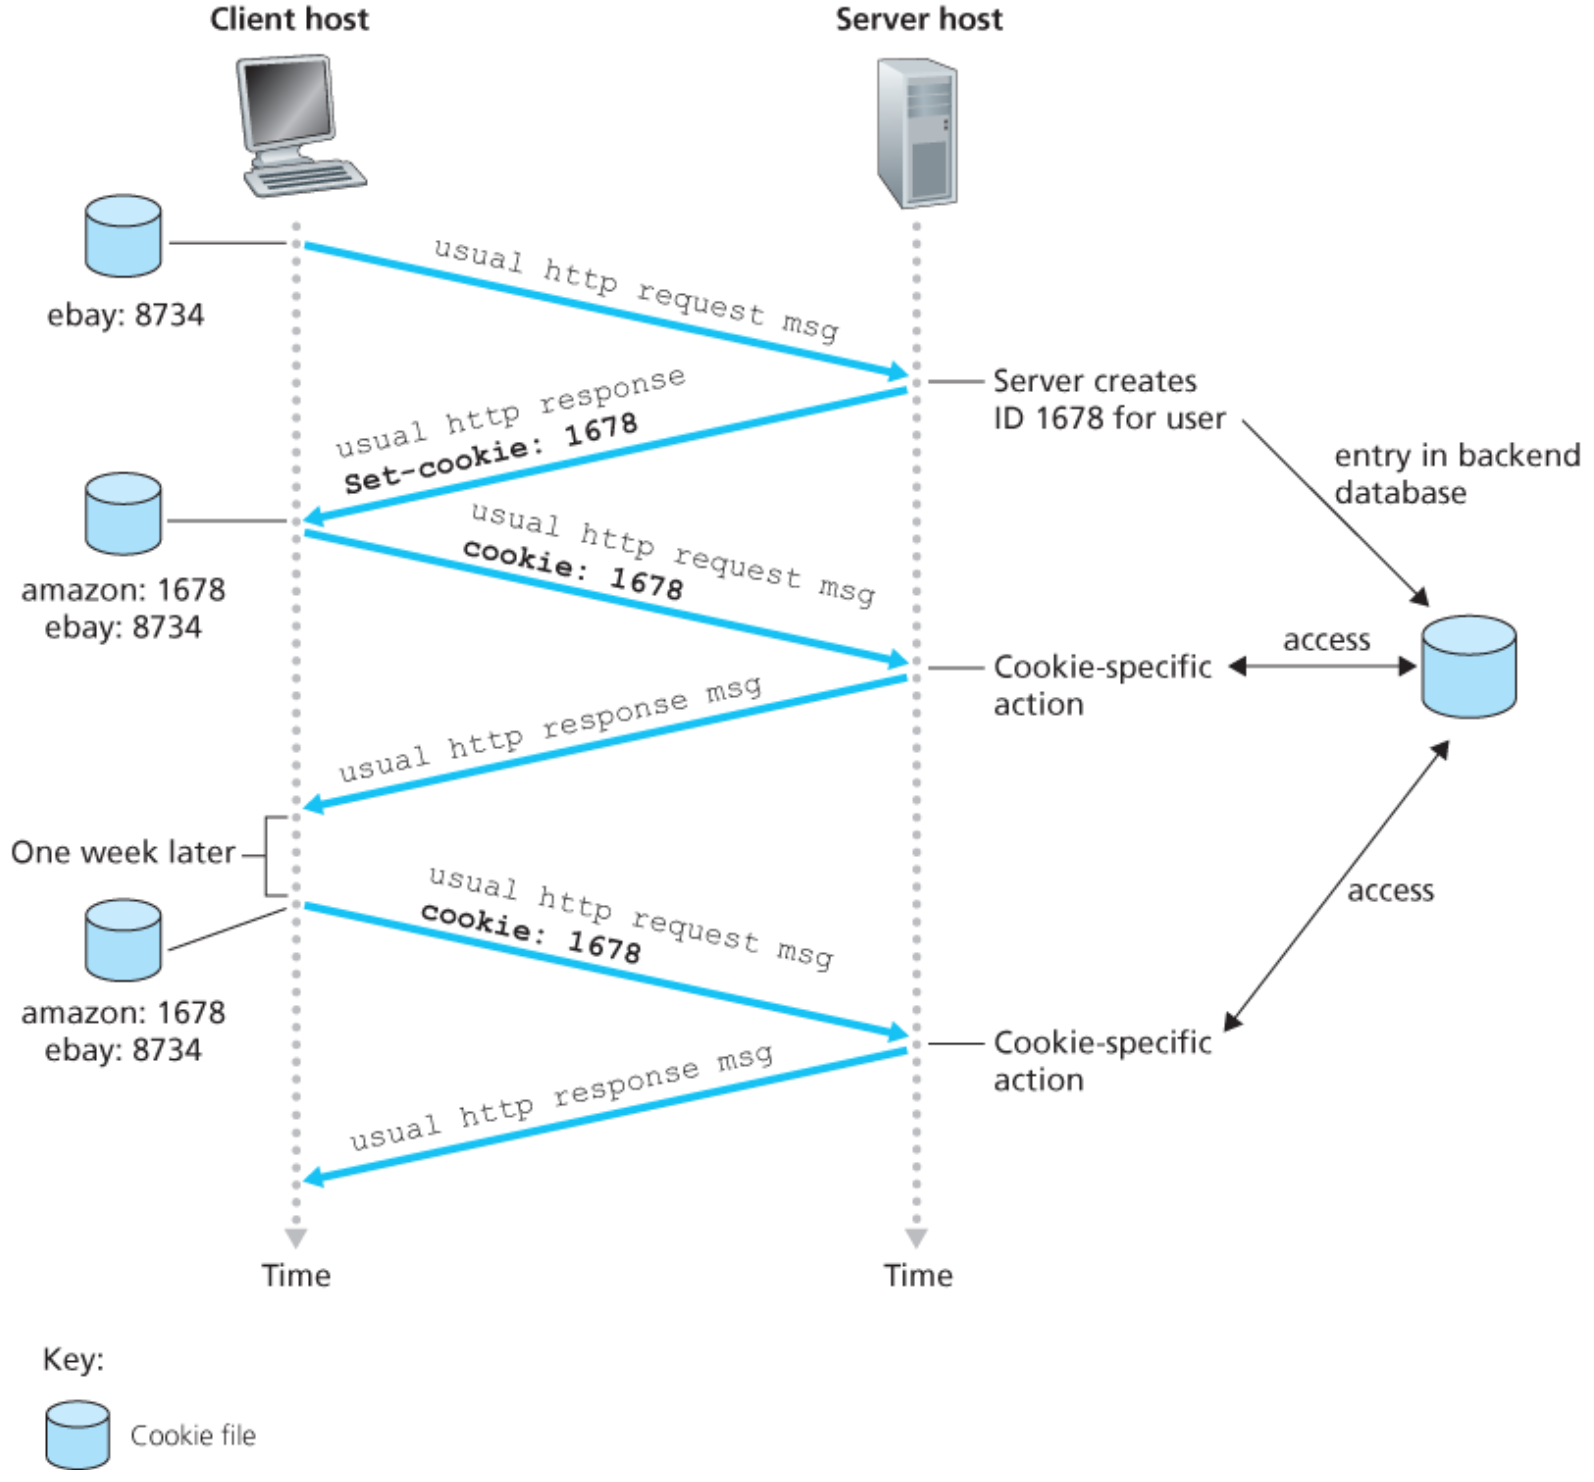 Client host
Server host
usual http request msg
ebay: 8734
Server creates
ID 1678 for user
usual http response
Set-cookie: 1678
entry in backend
database
usual http request msg
cookie: 1678
amazon: 1678
ebay: 8734
access
Cookie-specific
action
usual http response msg
One week later
usual http request msg
cookie: 1678
access
amazon: 1678
ebay: 8734
Cookie-specific
action
usual http response msg
Time
Time
Key:
Cookie file